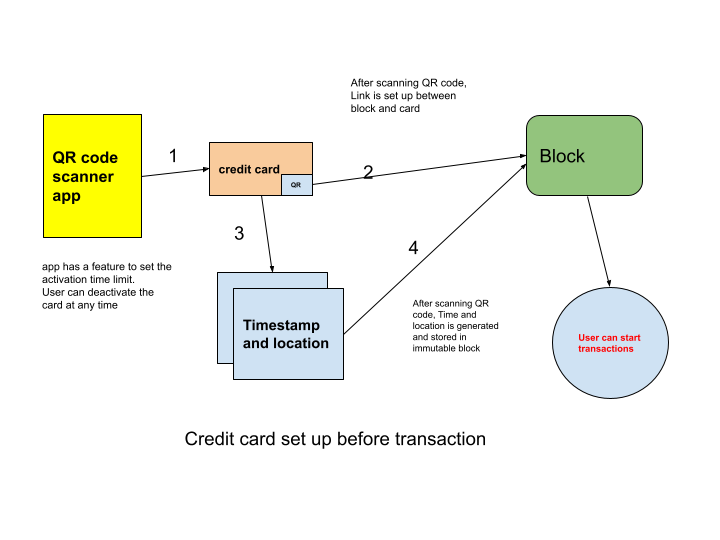 After scanning QR code,
Link is set up between
block and card
QR code
scanner
app
1
credit card
QR
2
Block
3
4
app has a feature to set the
activation time limit.
User can deactivate the
card at any time
Timestamp
and location
After scanning QR
code, Time and
location is generated
and stored in
immutable block
User can start
transactions
Credit card set up before transaction